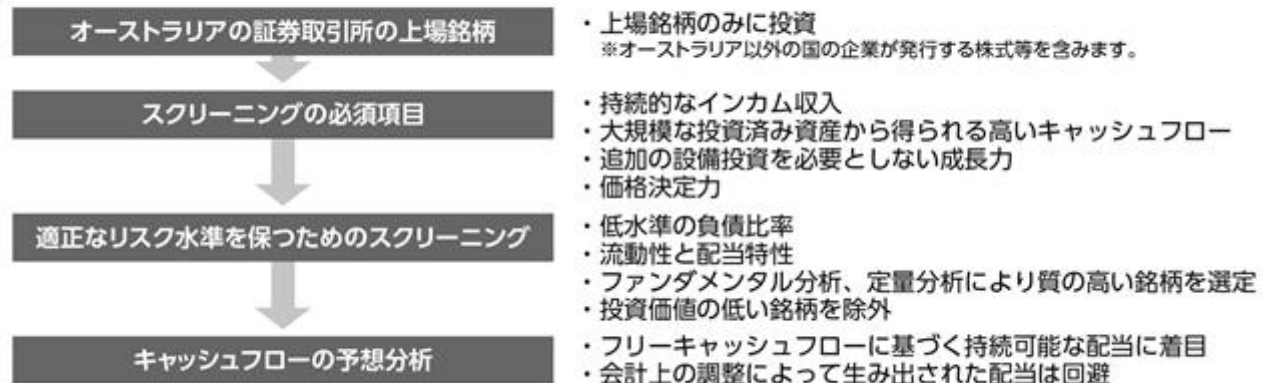 オーストラリアの証券取引所の上場銘柄
・上場銘柄のみに投資
※オーストラリア以外の国の企業が発行する株式等を含みます。
スクリーニングの必須項目
・持続的なインカム収入
・大規模な投資済み資産から得られる高いキャッシュフロー
・追加の設備投資を必要としない成長力
・価格決定力
適正なリスク水準を保つためのスクリーニング
・低水準の負債比率
・流動性と配当特性
・ファンダメンタル分析、定量分析により質の高い銘柄を選定
・投資価値の低い銘柄を除外
キャッシュフローの予想分析
・フリーキャッシュフローに基づく持続可能な配当に着目
・会計上の調整によって生み出された配当は回避